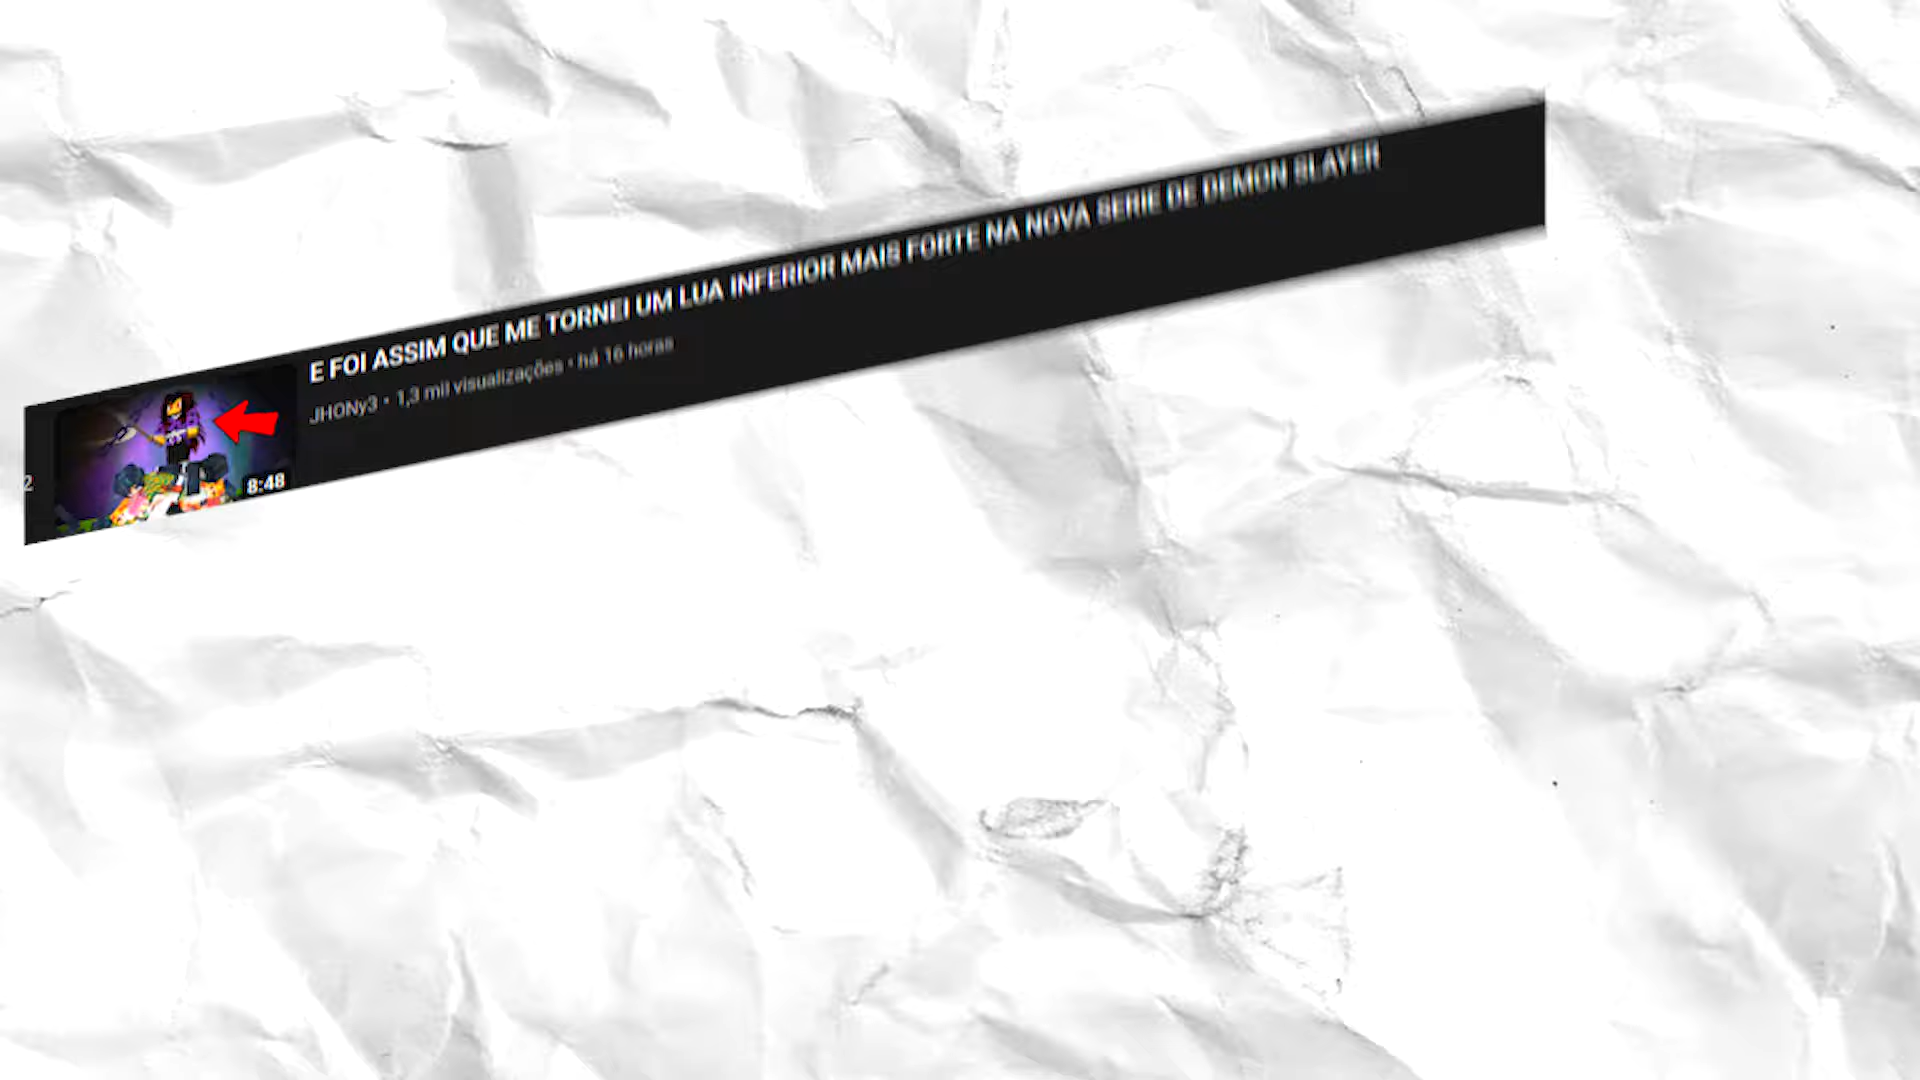 E FOI ASSIM QUE ME TORNEI UM LUA INFERIOR MAIS FORTE NA NOVA SERIE DE DEMON SLAYER
JHONy3 • 1,3 mil visualizações • há 16 horas
2
8:48